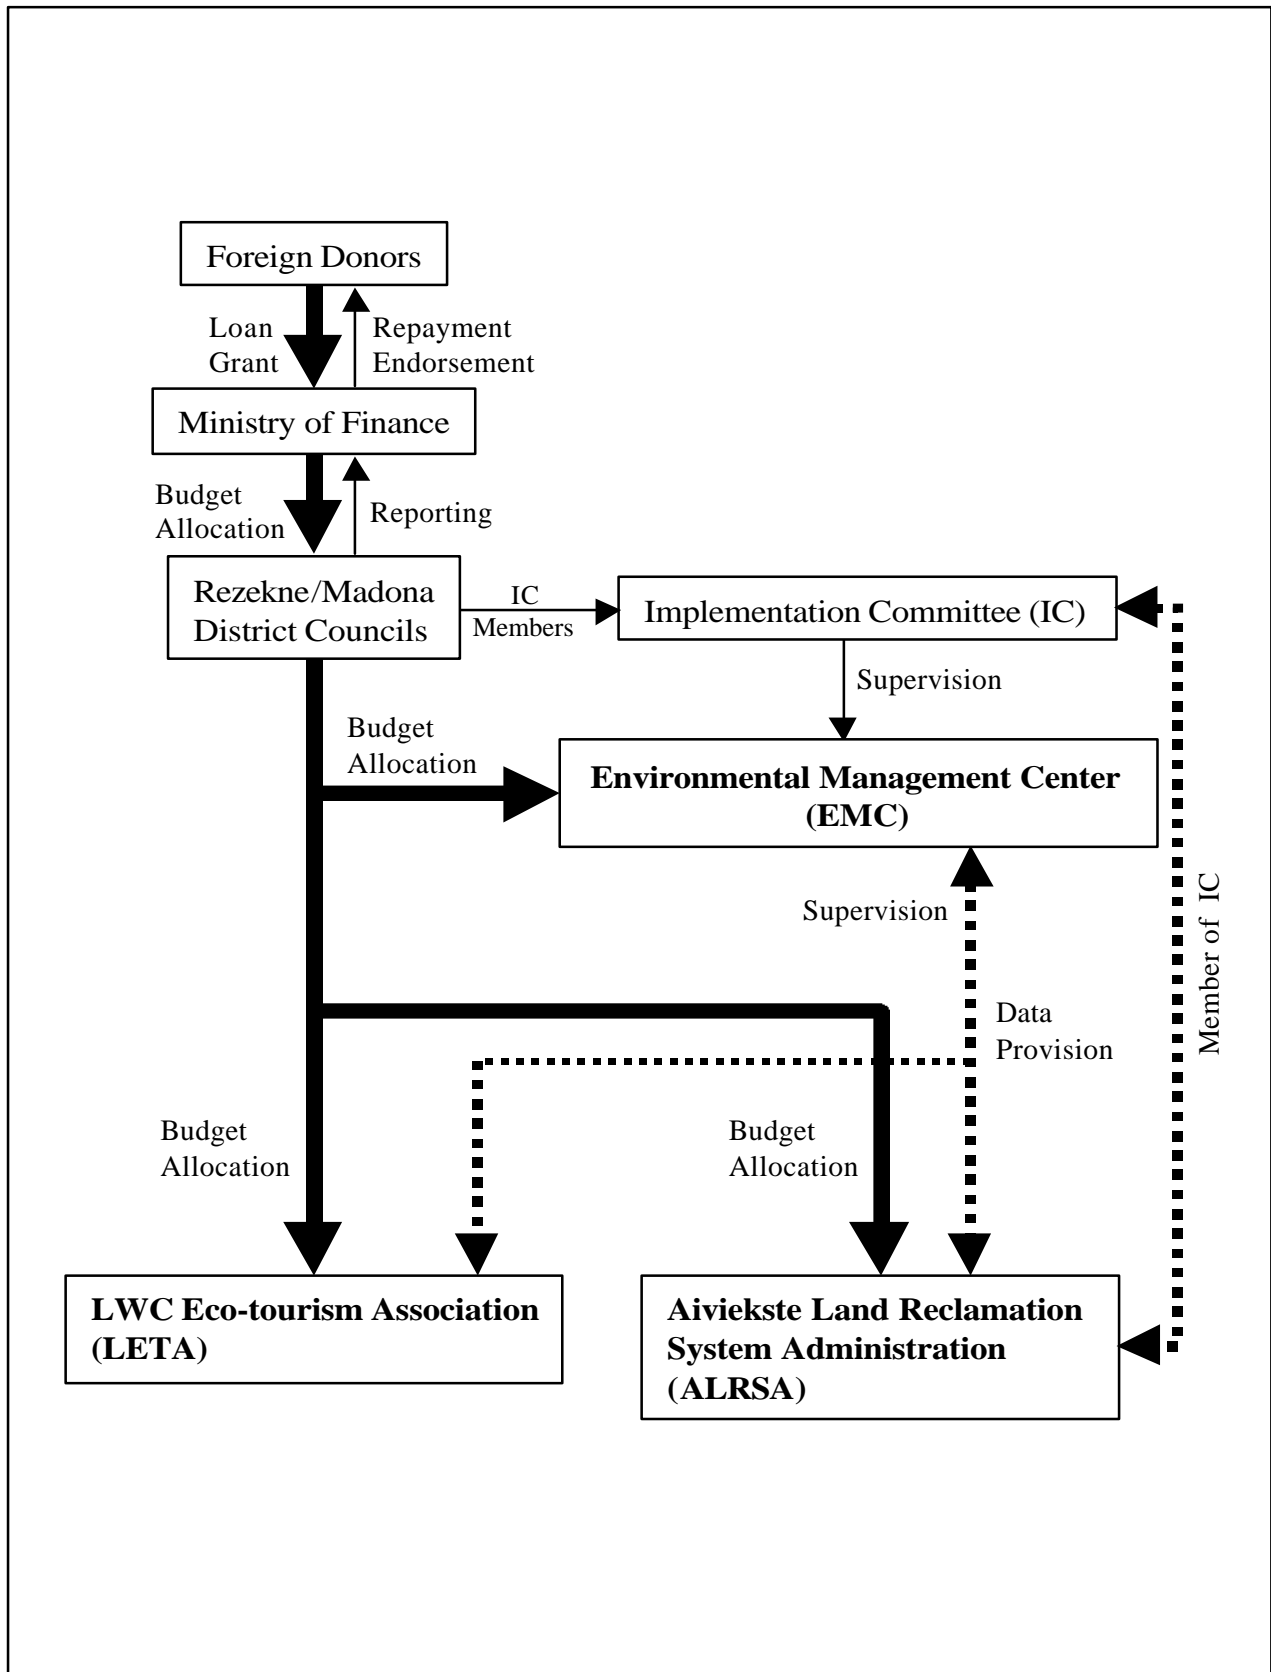 Foreign Donors
Loan
Grant
Repayment
Endorsement
Ministry of Finance
Budget
Allocation
Reporting
Rezekne/Madona
District Councils
IC
Members
Implementation Committee (IC)
Supervision
Budget
Allocation
Environmental Management Center
(EMC)
Supervision
Member of IC
Data
Provision
Budget
Allocation
Budget
Allocation
LWC Eco-tourism Association
(LETA)
Aiviekste Land Reclamation
System Administration
(ALRSA)